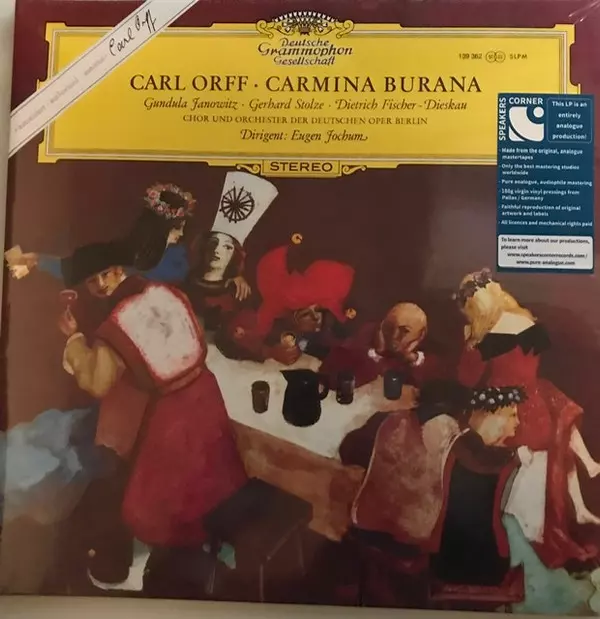 Carl Orff
Deutsche
Grammophon
Gesellschaft
139 362
SLPM
CARL ORFF · CARMINA BURANA
Gundula Janowitz · Gerhard Stolze · Dietrich Fischer-Dieskau
CHOR UND ORCHESTER DER DEUTSCHEN OPER BERLIN
Dirigent: Eugen Jochum
STEREO
SPEAKERS
CORNER
This LP is an
entirely
analogue
production!
- Made from the original, analogue
mastertapes
- Only the best mastering studios
worldwide
- Pure analogue, audiophile mastering
- 180g virgin vinyl pressings from
Pallas / Germany
- Faithful reproduction of original
artwork and labels
- All licences and mechanical rights paid
To learn more about our productions,
please visit
www.speakerscornerrecords.com/
www.pure-analogue.com